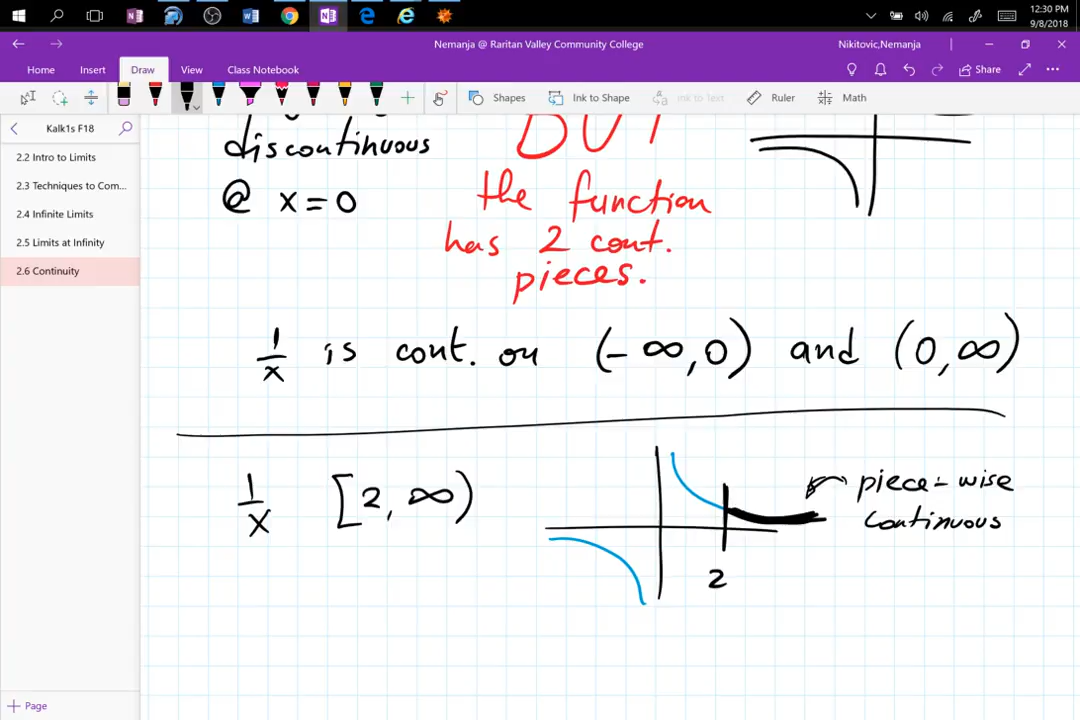 12:30 PM
9/8/2018
Nemanja @ Raritan Valley Community College
Nikitovic,Nemanja
Home Insert Draw View Class Notebook
Share
Shapes Ink to Shape Ink to Text Ruler Math
Kalk1s F18
2.2 Intro to Limits
2.3 Techniques to Com...
2.4 Infinite Limits
2.5 Limits at Infinity
2.6 Continuity
Page
discontinuous
@ x = 0
BUT
the function
has 2 cont.
pieces.
1/x is cont. on (-∞,0) and (0,∞)
1/x [2,∞)
2
piece-wise
continuous